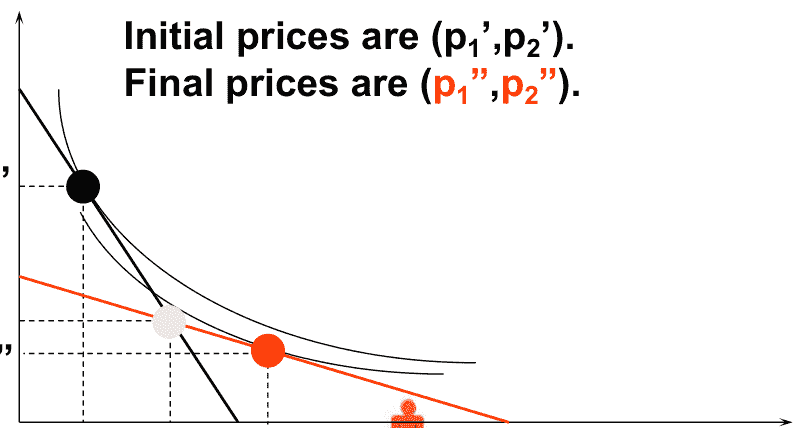 Initial prices are (p₁’,p₂’).
Final prices are (p₁”,p₂”).
’
”